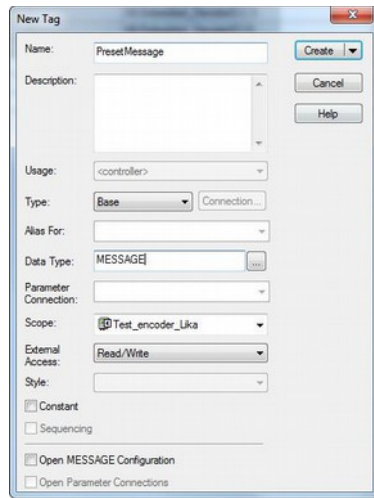 New Tag
Name: PresetMessage Create
Description: Cancel
Help
Usage: <controller>
Type: Base Connection...
Alias For:
Data Type: MESSAGE ...
Parameter
Connection:
Scope: Test_encoder_Lika
External
Access: Read/Write
Style:
Constant
Sequencing
Open MESSAGE Configuration
Open Parameter Connections